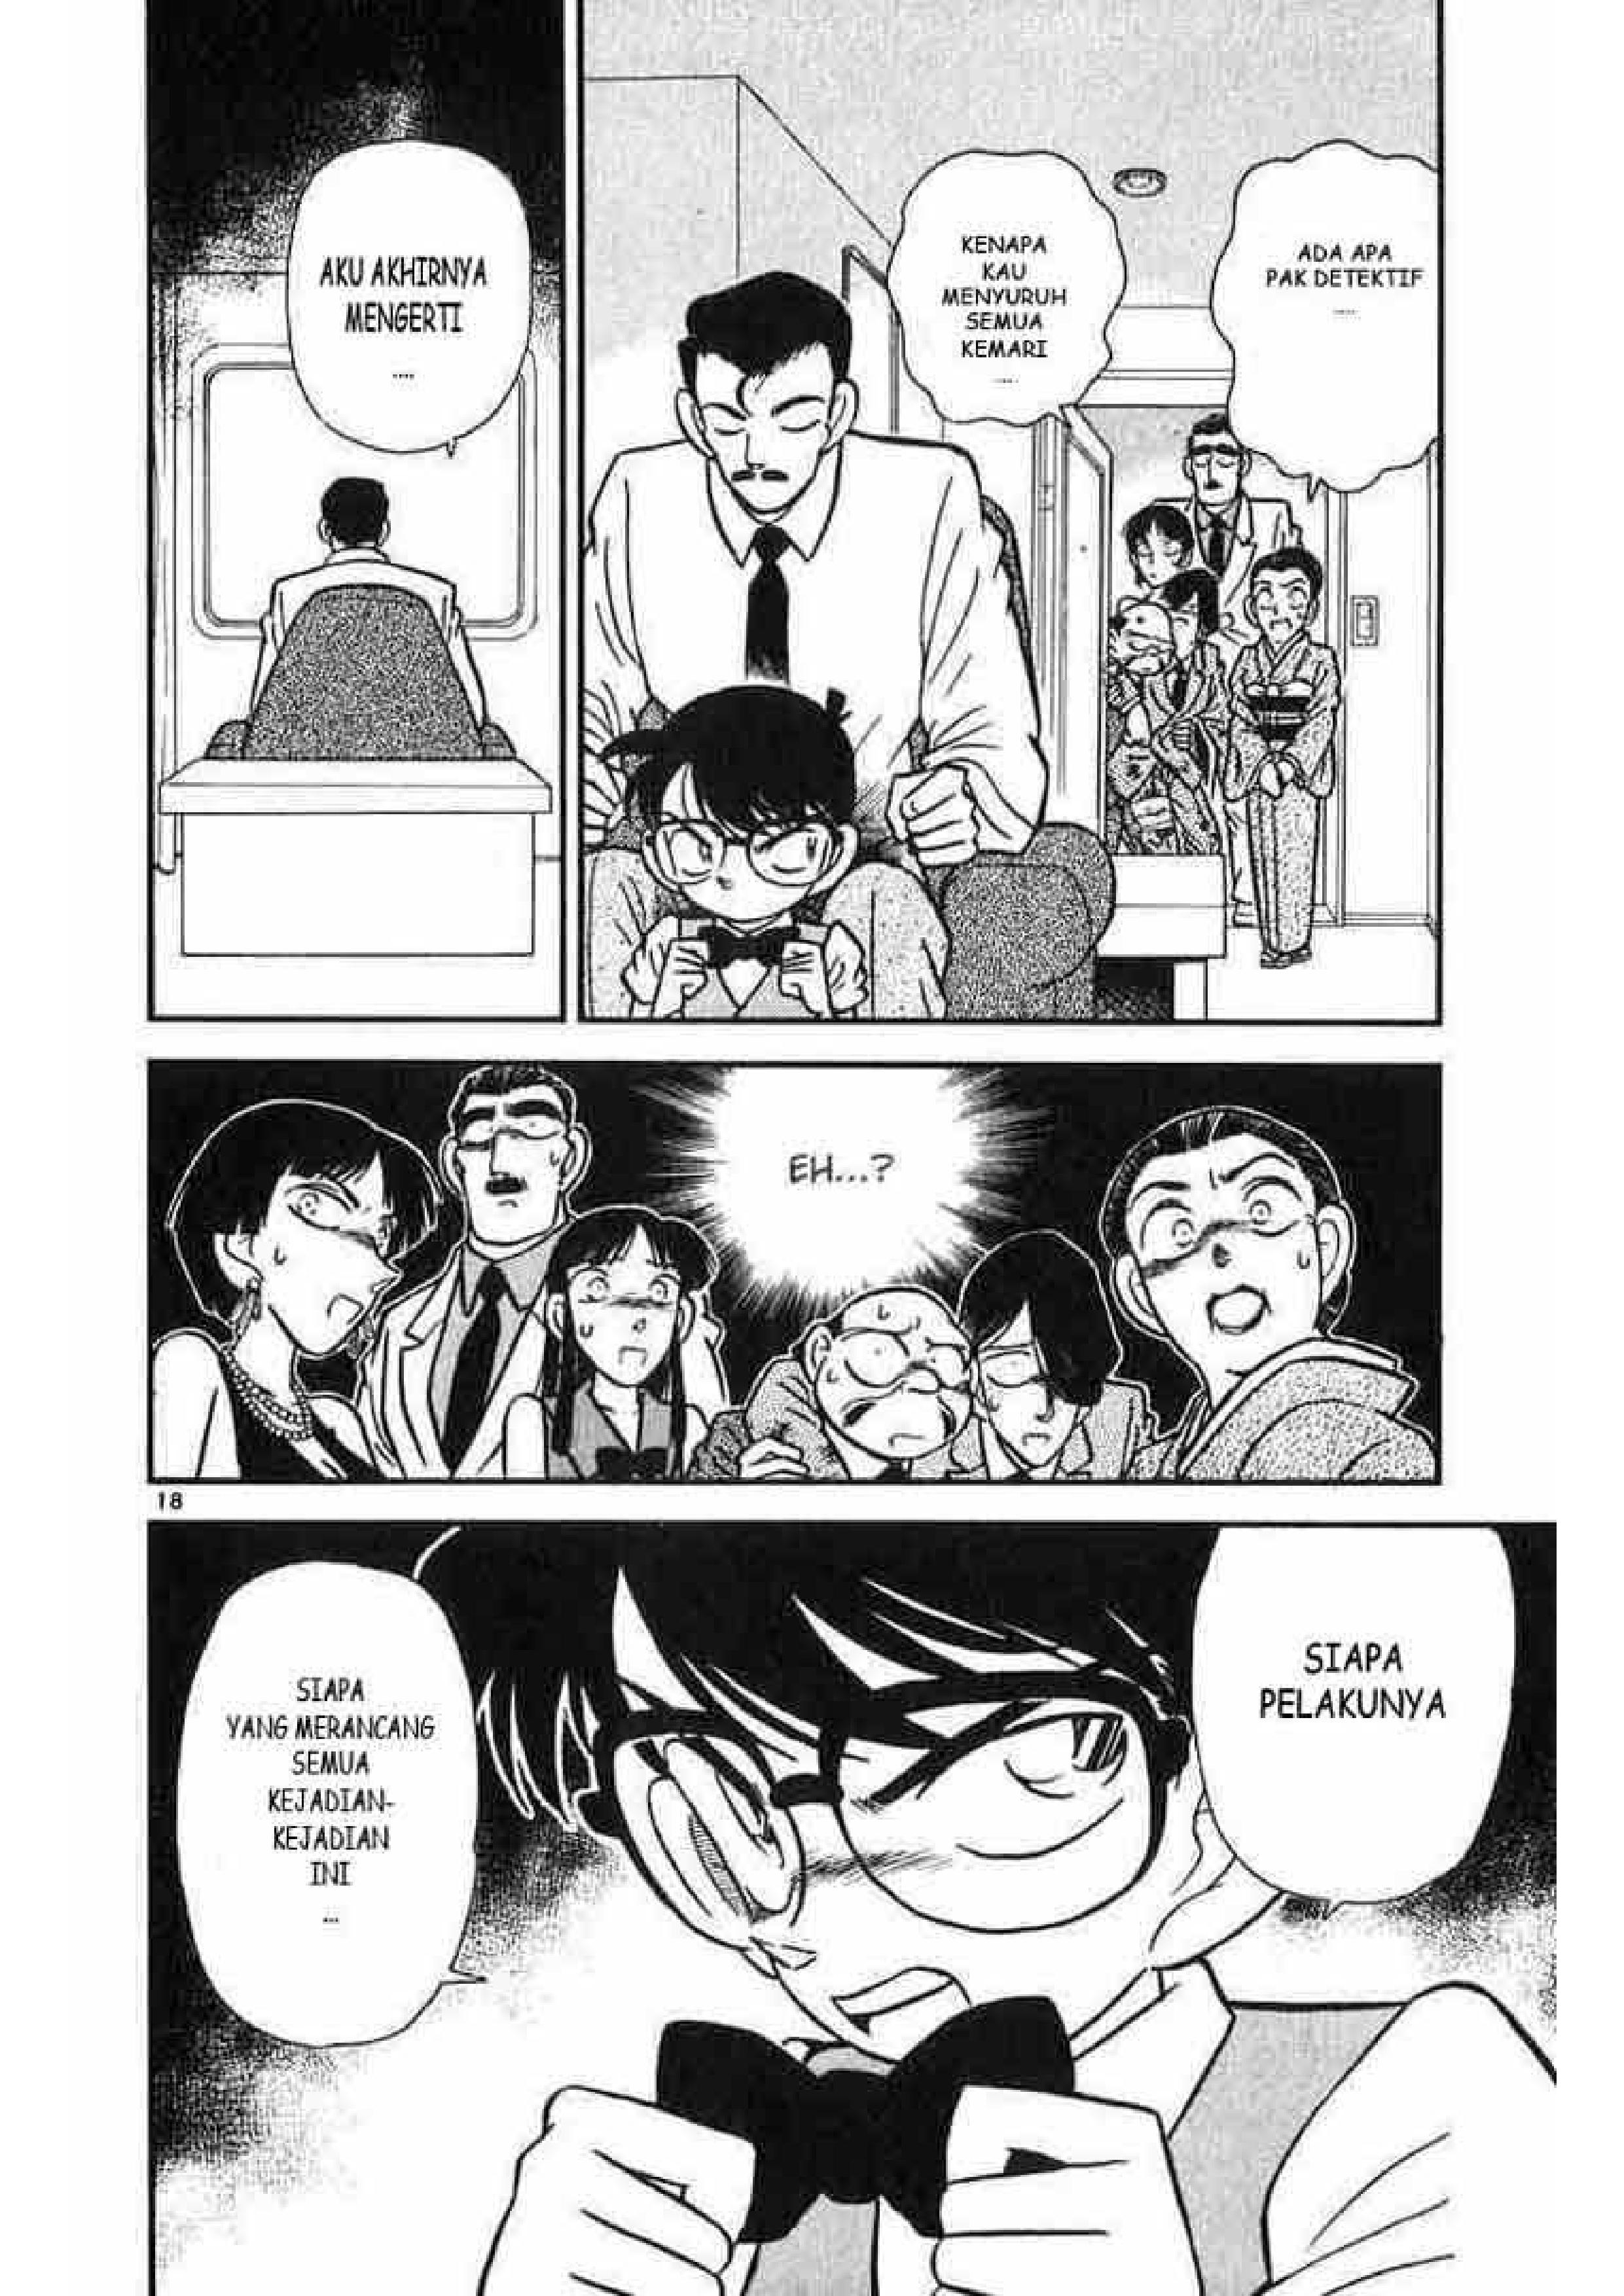 ADA APA
PAK DETEKTIF
....
KENAPA
KAU
MENYURUH
SEMUA
KEMARI
.....
AKU AKHIRNYA
MENGERTI
....
EH...?
18
SIAPA
PELAKUNYA
SIAPA
YANG MERANCANG
SEMUA
KEJADIAN-
KEJADIAN
INI
...